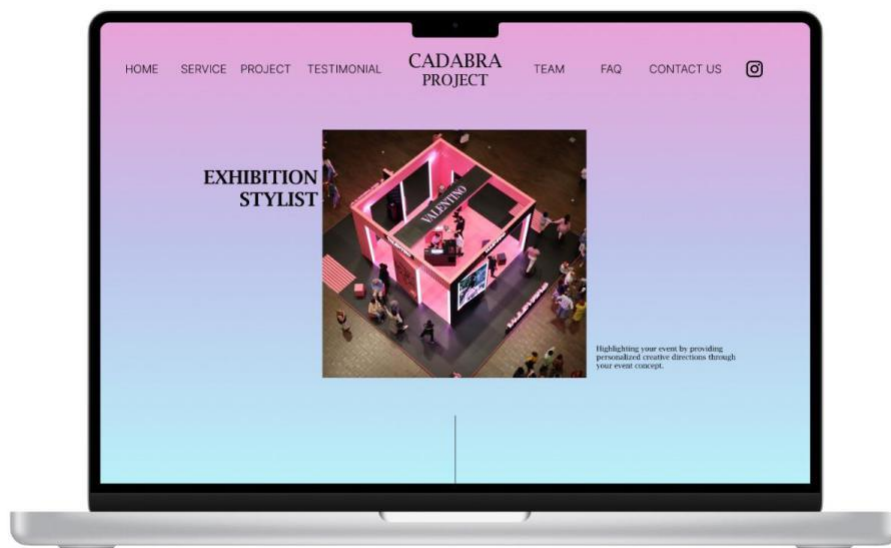 HOME SERVICE PROJECT TESTIMONIAL CADABRA PROJECT TEAM FAQ CONTACT US
EXHIBITION
STYLIST
VALENTINO
Highlighting your event by providing
personalized creative directions through
your event concept.